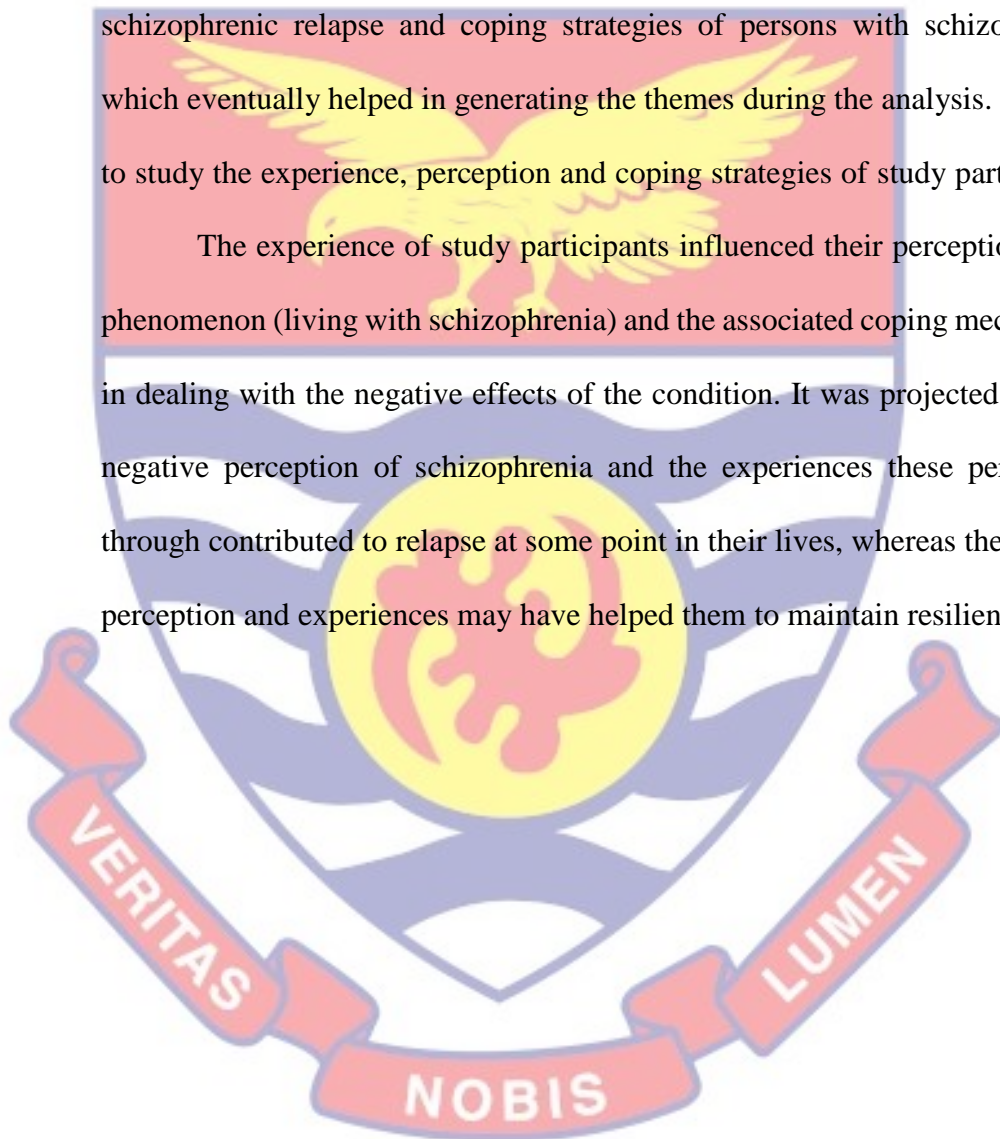 schizophrenic relapse and coping strategies of persons with schizo
which eventually helped in generating the themes during the analysis.
to study the experience, perception and coping strategies of study part
The experience of study participants influenced their perceptio
phenomenon (living with schizophrenia) and the associated coping mec
in dealing with the negative effects of the condition. It was projected
negative perception of schizophrenia and the experiences these pe
through contributed to relapse at some point in their lives, whereas the
perception and experiences may have helped them to maintain resilien
VERITAS
NOBIS
LUMEN